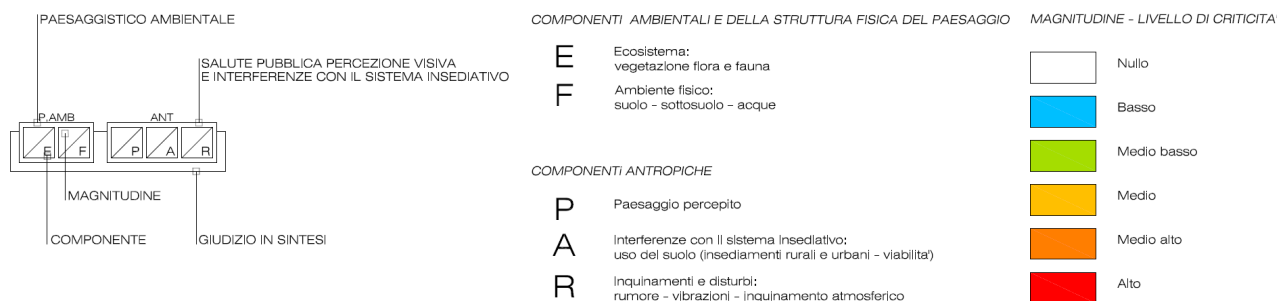 PAESAGGISTICO AMBIENTALE
SALUTE PUBBLICA PERCEZIONE VISIVA
E INTERFERENZE CON IL SISTEMA INSEDIATIVO
P.AMB
ANT
E
F
P
A
R
MAGNITUDINE
COMPONENTE
GIUDIZIO IN SINTESI
COMPONENTI AMBIENTALI E DELLA STRUTTURA FISICA DEL PAESAGGIO
E
Ecosistema:
vegetazione flora e fauna
F
Ambiente fisico:
suolo - sottosuolo - acque
COMPONENTI ANTROPICHE
P
Paesaggio percepito
A
Interferenze con il sistema insediativo:
uso del suolo (insediamenti rurali e urbani - viabilita')
R
Inquinamenti e disturbi:
rumore - vibrazioni - inquinamento atmosferico
MAGNITUDINE - LIVELLO DI CRITICITA'
Nullo
Basso
Medio basso
Medio
Medio alto
Alto